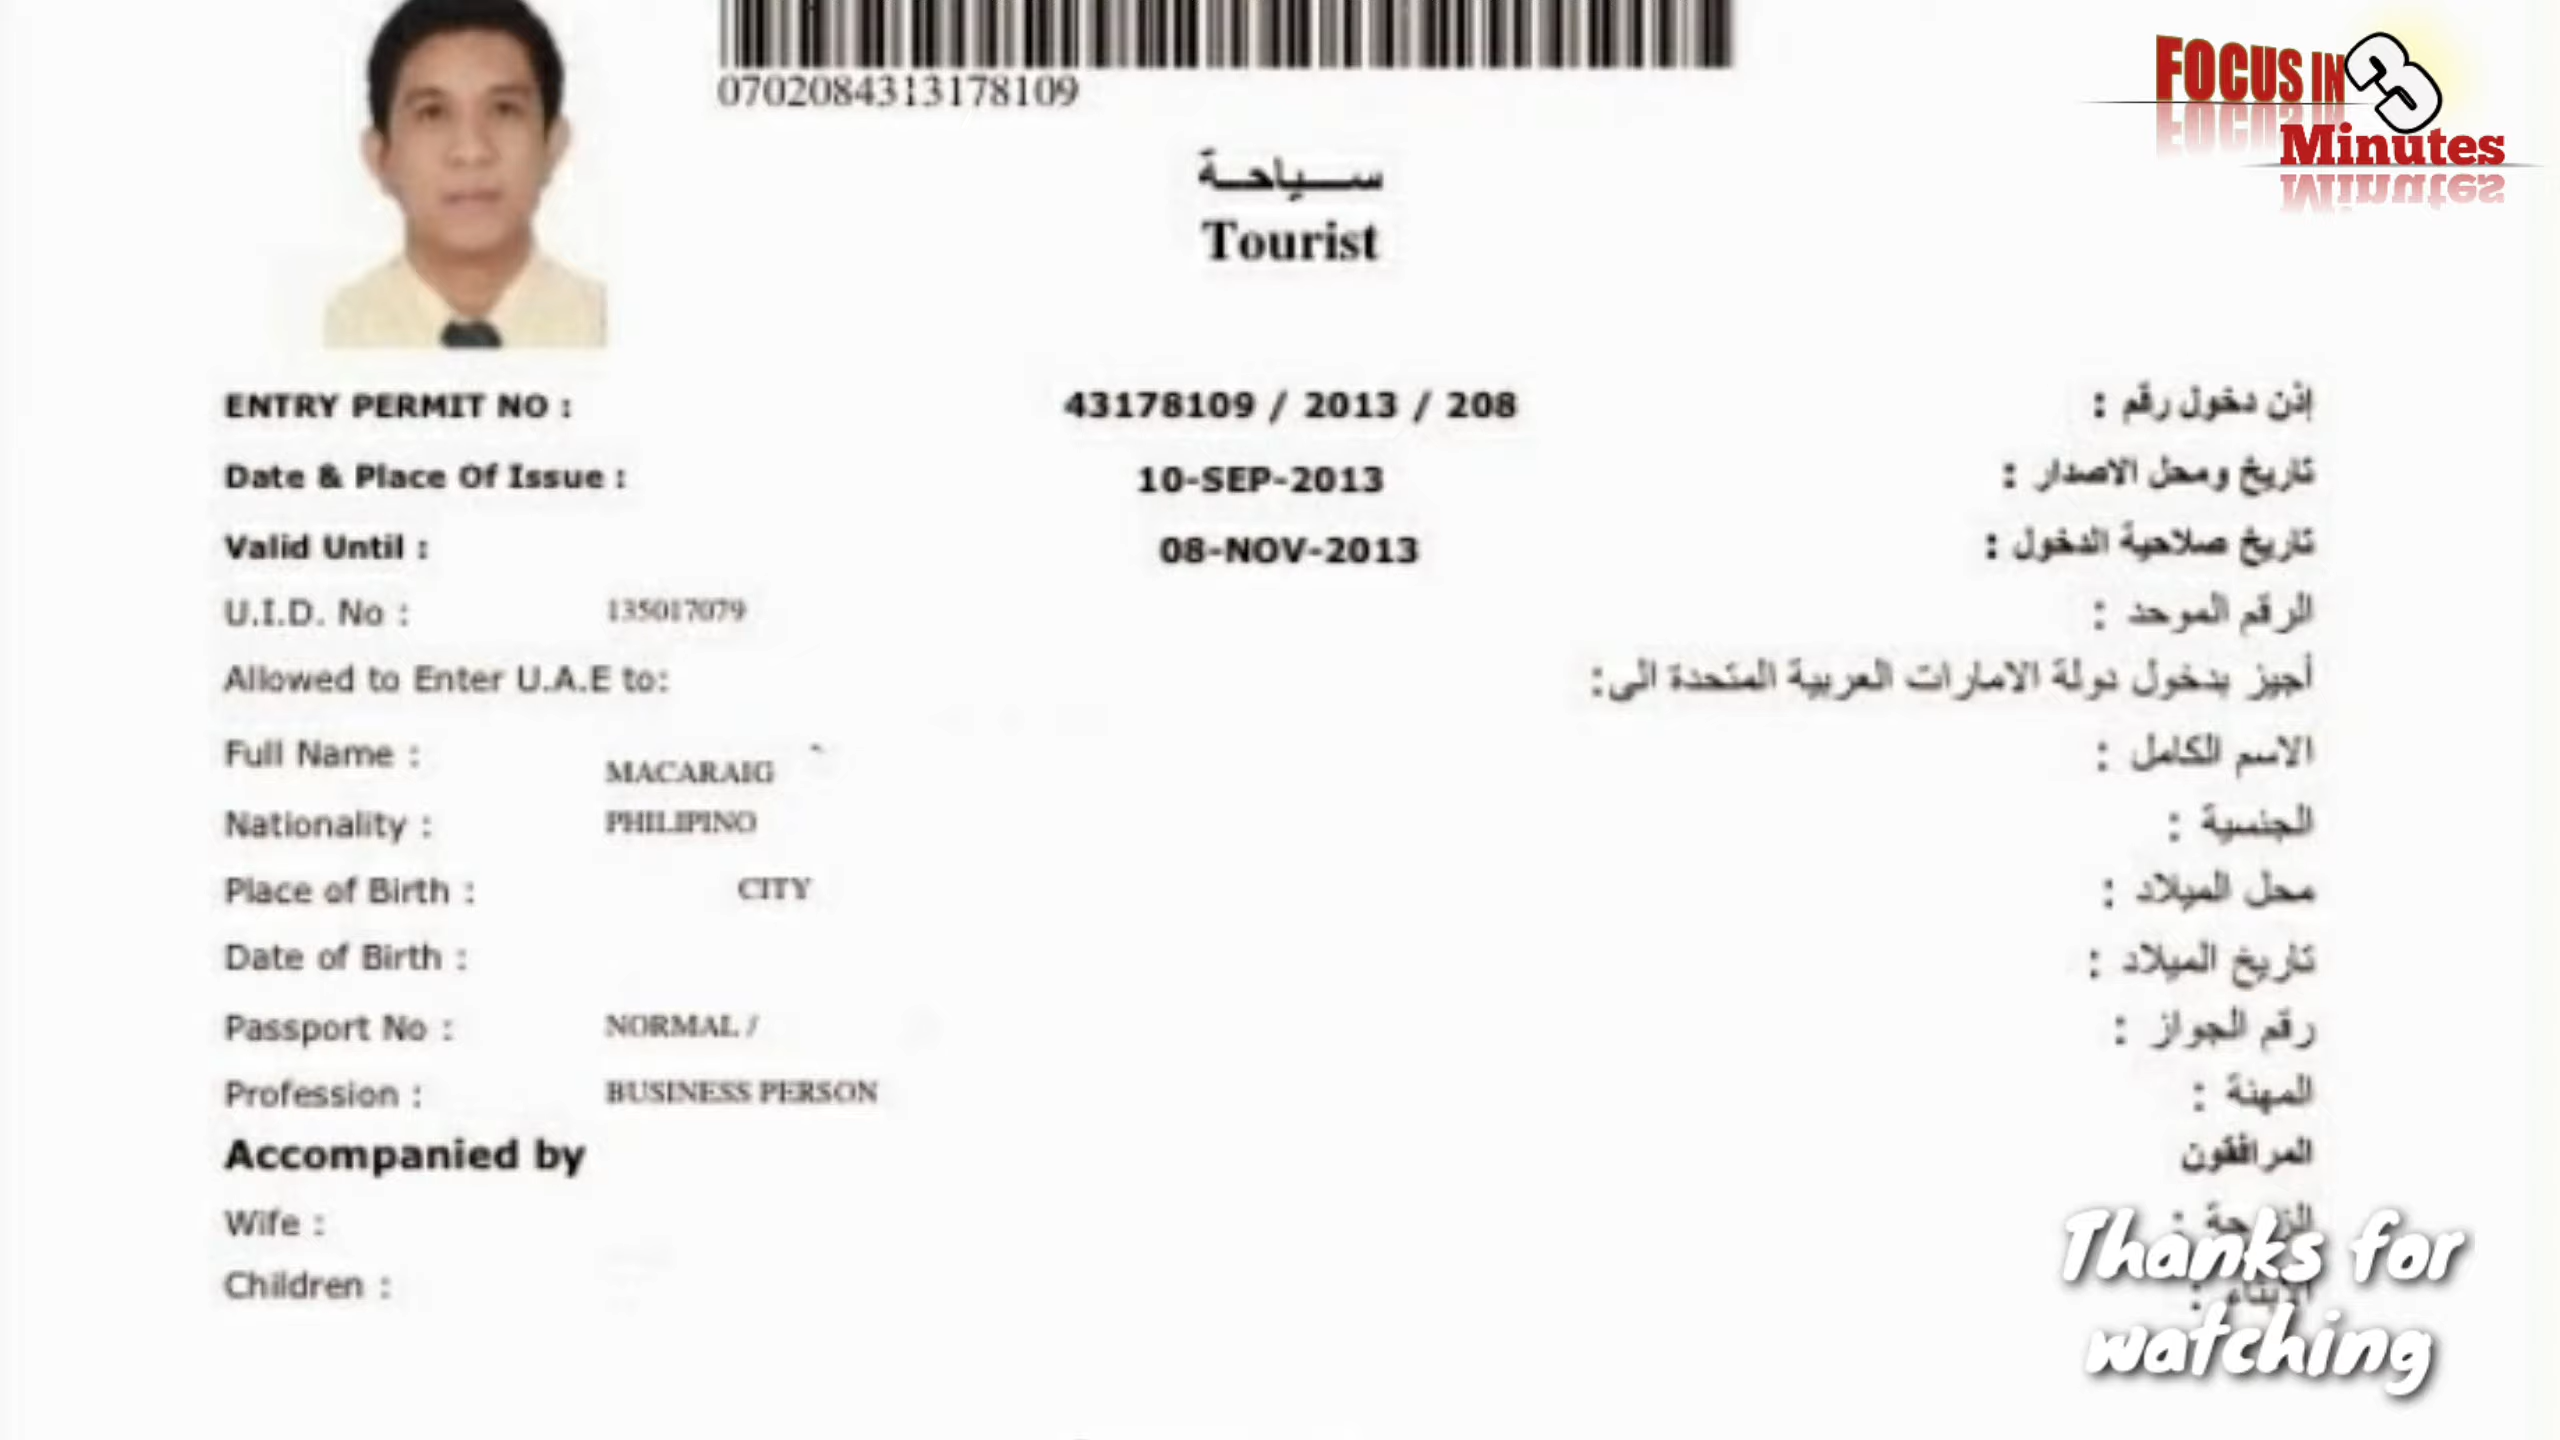 FOCUS IN 3
Minutes
0702084313178109
سياحة
Tourist
ENTRY PERMIT NO : 43178109 / 2013 / 208 إذن دخول رقم :
Date & Place Of Issue : 10-SEP-2013 تاريخ ومحل الاصدار :
Valid Until : 08-NOV-2013 تاريخ صلاحية الدخول :
U.I.D. No : 135017079 الرقم الموحد :
Allowed to Enter U.A.E to: أجيز بدخول دولة الامارات العربية المتحدة الى:
Full Name : MACARAIG الاسم الكامل :
Nationality : PHILIPINO الجنسية :
Place of Birth : CITY محل الميلاد :
Date of Birth : تاريخ الميلاد :
Passport No : NORMAL / رقم الجواز :
Profession : BUSINESS PERSON المهنة :
Accompanied by المرافقون
Wife : الزوجة :
Children : الابناء :
Thanks for
watching